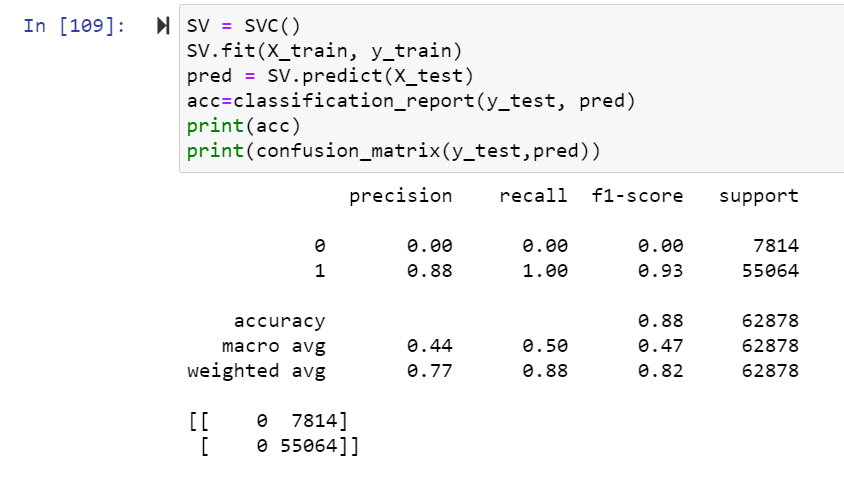 In [109]: SV = SVC()
SV.fit(X_train, y_train)
pred = SV.predict(X_test)
acc=classification_report(y_test, pred)
print(acc)
print(confusion_matrix(y_test,pred))
precision recall f1-score support
0 0.00 0.00 0.00 7814
1 0.88 1.00 0.93 55064
accuracy 0.88 62878
macro avg 0.44 0.50 0.47 62878
weighted avg 0.77 0.88 0.82 62878
[[ 0 7814]
[ 0 55064]]